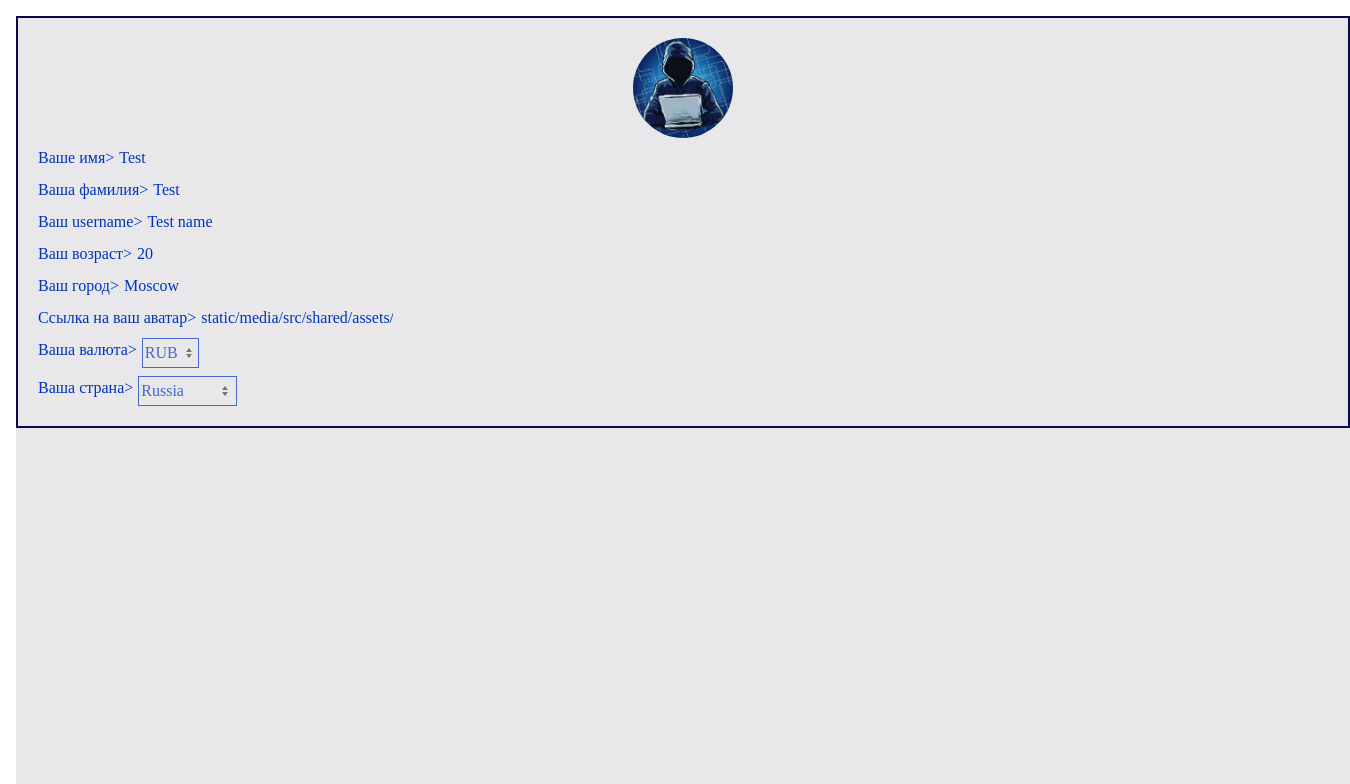 Ваше имя> Test
Ваша фамилия> Test
Ваш username> Test name
Ваш возраст> 20
Ваш город> Moscow
Ссылка на ваш аватар> static/media/src/shared/assets/
Ваша валюта> RUB
Ваша страна> Russia